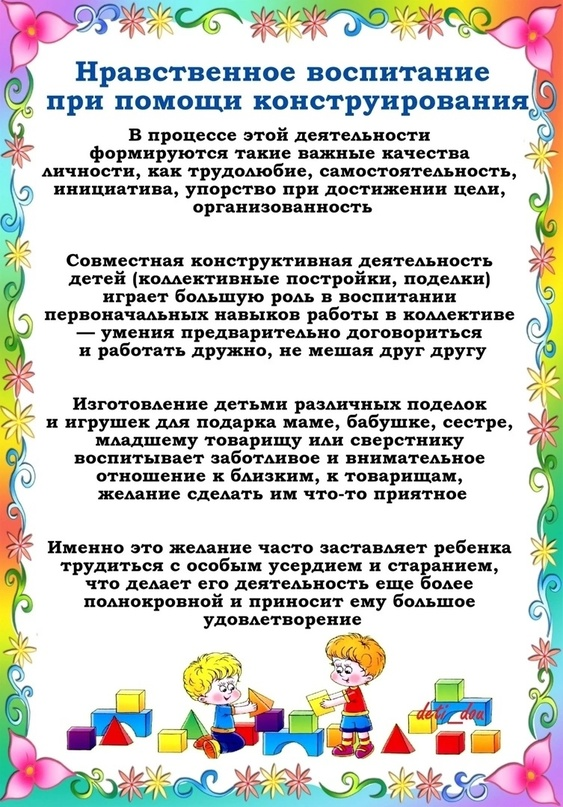 Нравственное воспитание
при помощи конструирования
В процессе этой деятельности
формируются такие важные качества
личности, как трудолюбие, самостоятельность,
инициатива, упорство при достижении цели,
организованность
Совместная конструктивная деятельность
детей (коллективные постройки, поделки)
играет большую роль в воспитании
первоначальных навыков работы в коллективе
— умения предварительно договориться
и работать дружно, не мешая друг другу
Изготовление детьми различных поделок
и игрушек для подарка маме, бабушке, сестре,
младшему товарищу или сверстнику
воспитывает заботливое и внимательное
отношение к близким, к товарищам,
желание сделать им что-то приятное
Именно это желание часто заставляет ребенка
трудиться с особым усердием и старанием,
что делает его деятельность еще более
полнокровной и приносит ему большое
удовлетворение
deti_dou